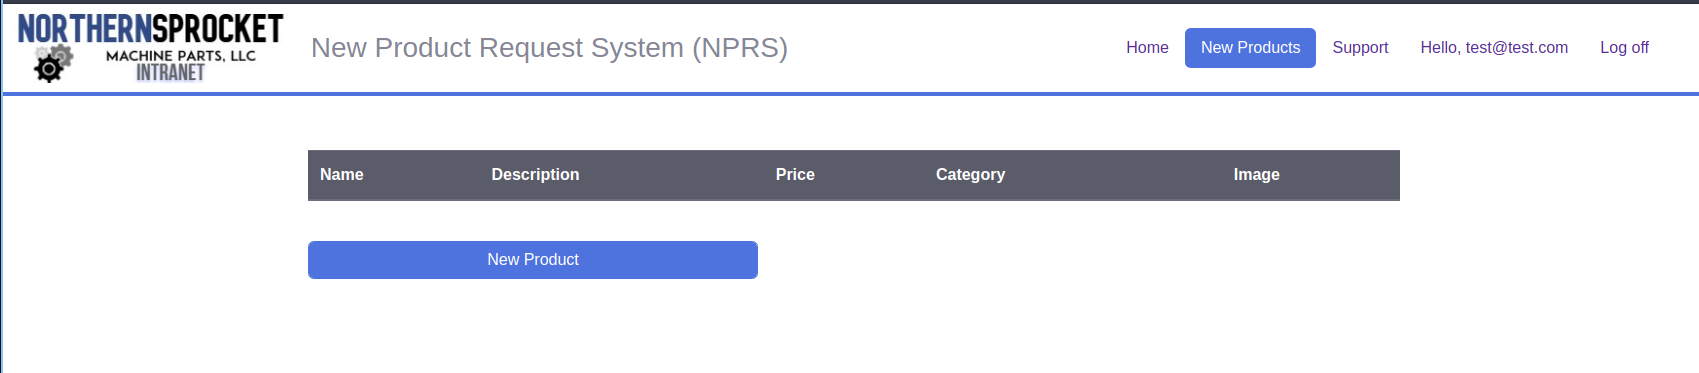 NORTHERNSPROCKET
MACHINE PARTS, LLC
INTRANET
New Product Request System (NPRS)
Home New Products Support Hello, test@test.com Log off
Name Description Price Category Image
New Product